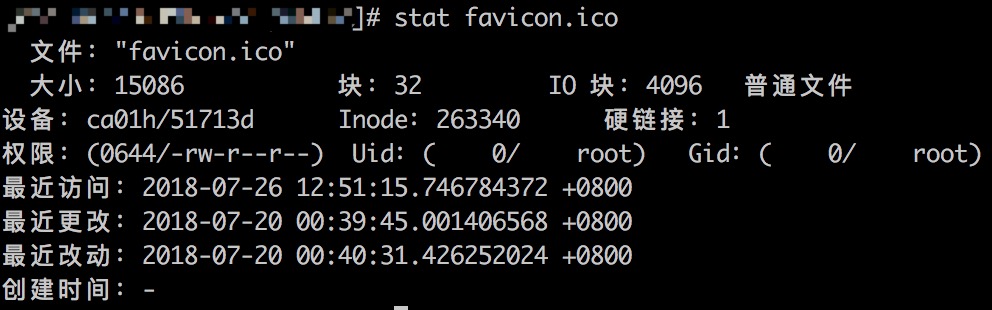 ]# stat favicon.ico
文件："favicon.ico"
大小：15086 块：32 IO 块：4096 普通文件
设备：ca01h/51713d Inode：263340 硬链接：1
权限：(0644/-rw-r--r--) Uid：( 0/ root) Gid：( 0/ root)
最近访问：2018-07-26 12:51:15.746784372 +0800
最近更改：2018-07-20 00:39:45.001406568 +0800
最近改动：2018-07-20 00:40:31.426252024 +0800
创建时间：-